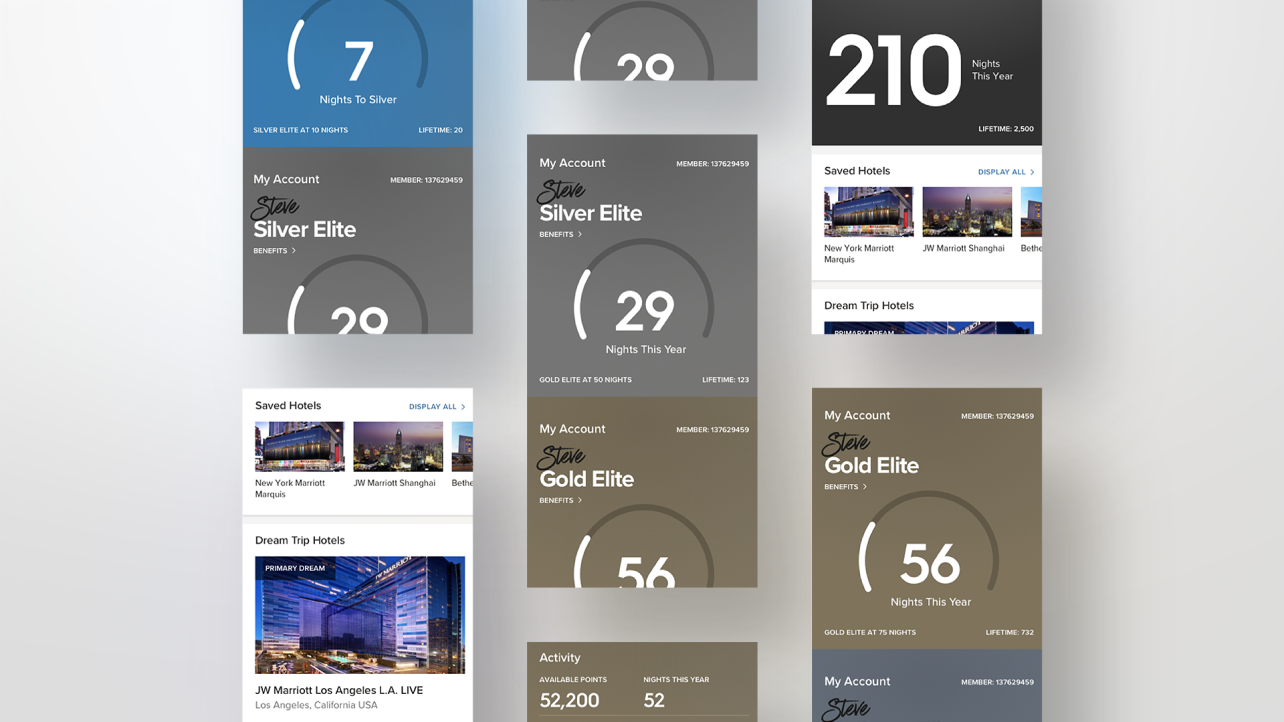 7
Nights To Silver
SILVER ELITE AT 10 NIGHTS
LIFETIME: 20
My Account
MEMBER: 137629459
Steve
Silver Elite
BENEFITS
29
Saved Hotels
DISPLAY ALL
New York Marriott
Marquis
JW Marriott Shanghai
Bethe
Dream Trip Hotels
PRIMARY DREAM
JW MARRIOTT
JW Marriott Los Angeles L.A. LIVE
Los Angeles, California USA
29
My Account
MEMBER: 137629459
Steve
Silver Elite
BENEFITS
29
Nights This Year
GOLD ELITE AT 50 NIGHTS
LIFETIME: 123
My Account
MEMBER: 137629459
Steve
Gold Elite
BENEFITS
56
Activity
AVAILABLE POINTS
NIGHTS THIS YEAR
52,200
52
210
Nights
This Year
LIFETIME: 2,500
Saved Hotels
DISPLAY ALL
New York Marriott
Marquis
JW Marriott Shanghai
Bethe
Dream Trip Hotels
PRIMARY DREAM
My Account
MEMBER: 137629459
Steve
Gold Elite
BENEFITS
56
Nights This Year
GOLD ELITE AT 75 NIGHTS
LIFETIME: 732
My Account
MEMBER: 137629459
Steve